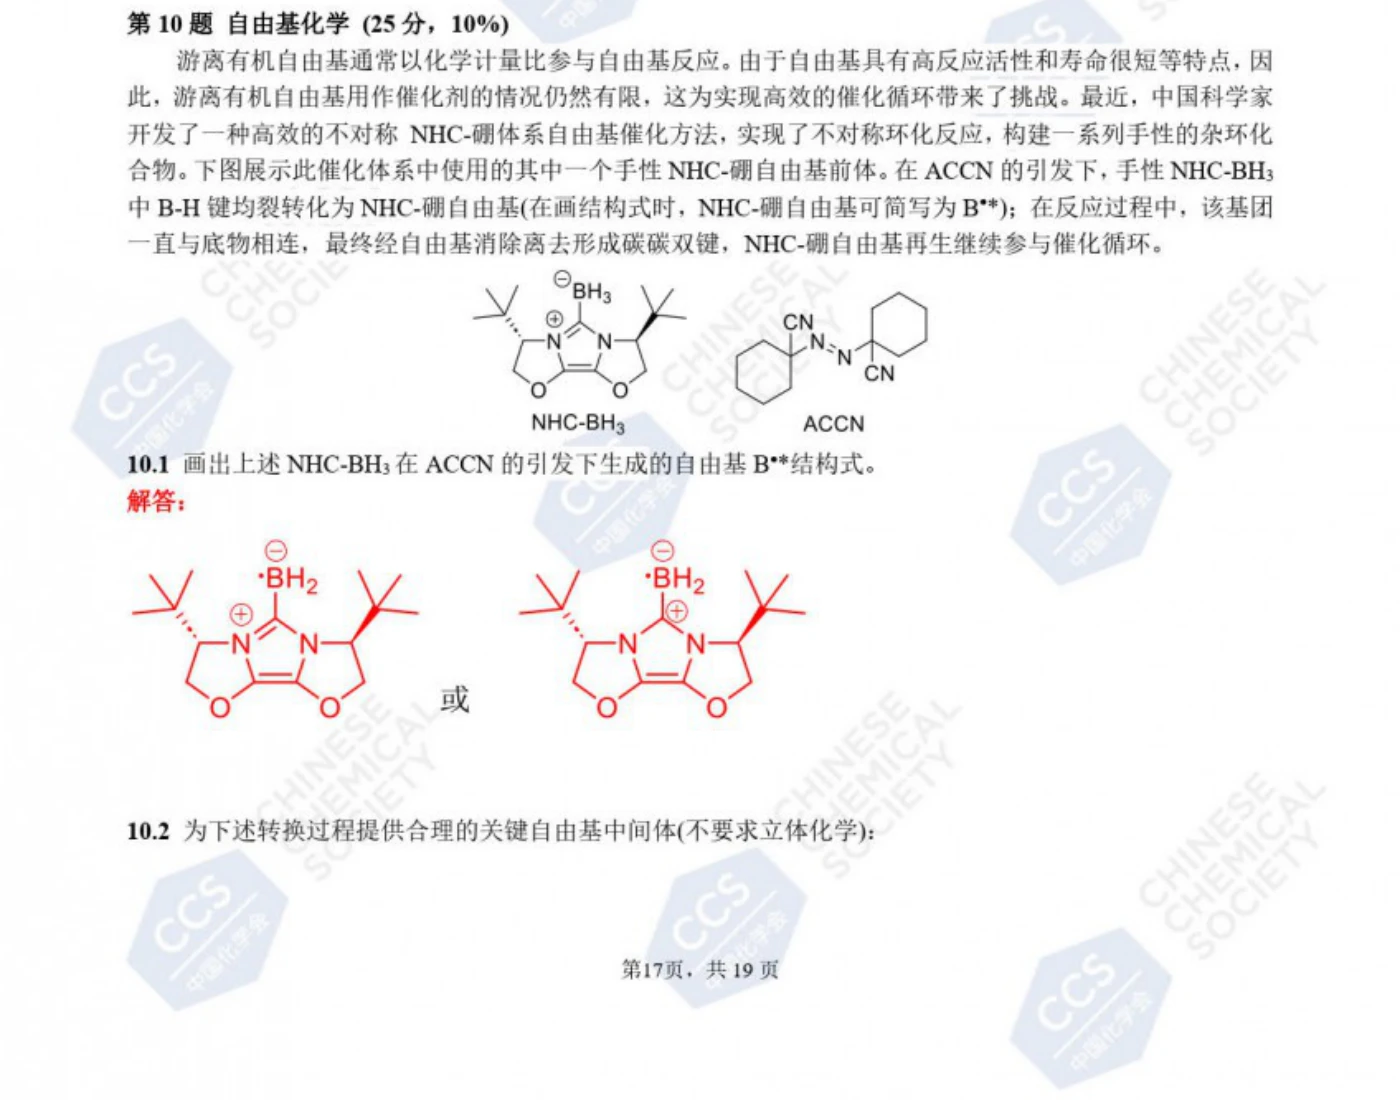 第 10 题 自由基化学 (25 分，10%)
游离有机自由基通常以化学计量比参与自由基反应。由于自由基具有高反应活性和寿命很短等特点，因
此，游离有机自由基用作催化剂的情况仍然有限，这为实现高效的催化循环带来了挑战。最近，中国科学家
开发了一种高效的不对称 NHC-硼体系自由基催化方法，实现了不对称环化反应，构建一系列手性的杂环化
合物。下图展示此催化体系中使用的其中一个手性 NHC-硼自由基前体。在 ACCN 的引发下，手性 NHC-BH₃
中 B-H 键均裂转化为 NHC-硼自由基(在画结构式时，NHC-硼自由基可简写为 B•*)；在反应过程中，该基团
一直与底物相连，最终经自由基消除离去形成碳碳双键，NHC-硼自由基再生继续参与催化循环。
⊖
BH₃
⊕
N N
O O
NHC-BH₃
CN
N N
CN
ACCN
10.1 画出上述 NHC-BH₃ 在 ACCN 的引发下生成的自由基 B•*结构式。
解答：
⊖
·BH₂
⊕
N N
O O
或
⊖
·BH₂
⊕
N N
O O
10.2 为下述转换过程提供合理的关键自由基中间体(不要求立体化学)：
第17页，共 19 页
CCS
中国化学会
CHINESE
CHEMICAL
SOCIETY